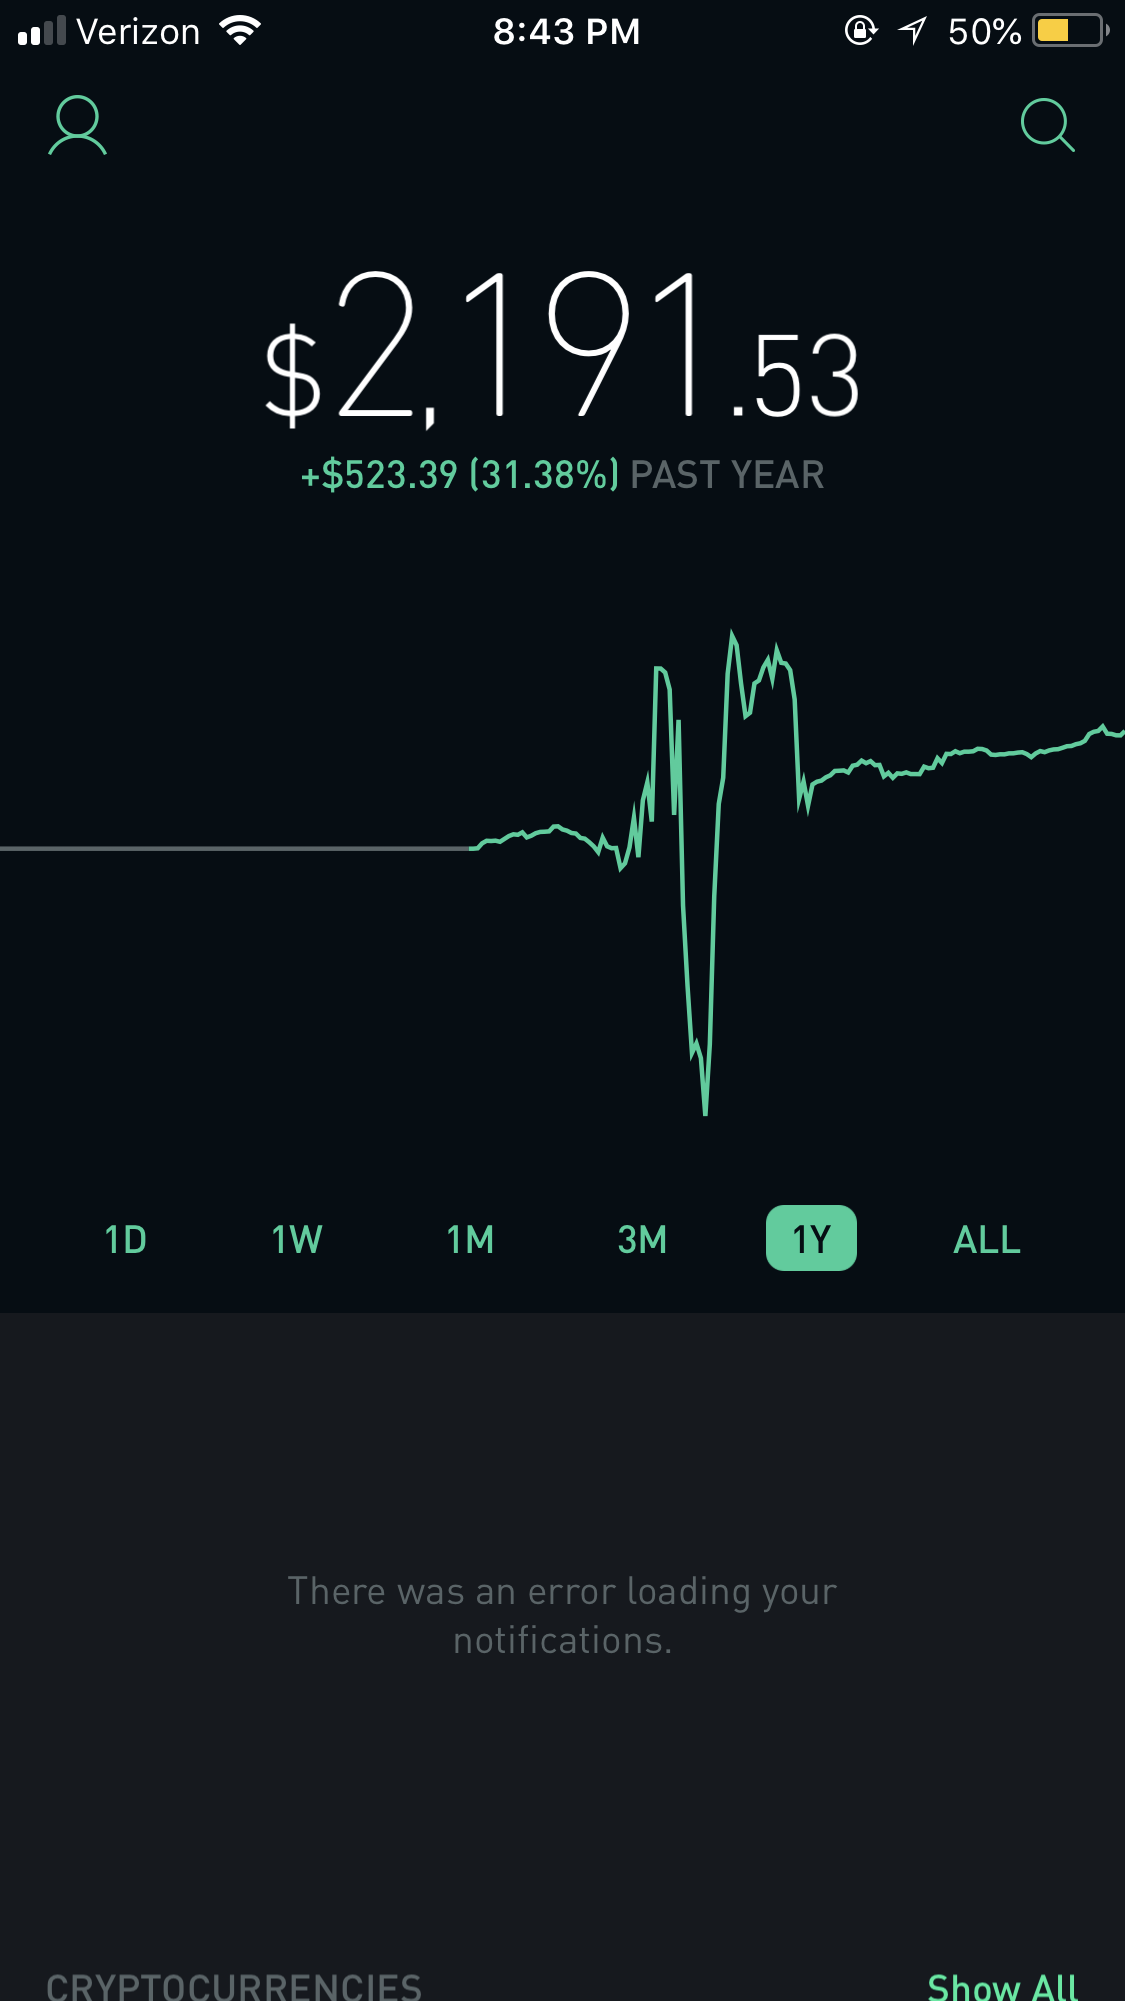 Verizon 8:43 PM 50%
$2,191.53
+$523.39 (31.38%) PAST YEAR
1D 1W 1M 3M 1Y ALL
There was an error loading your
notifications.
CRYPTOCURRENCIES Show All